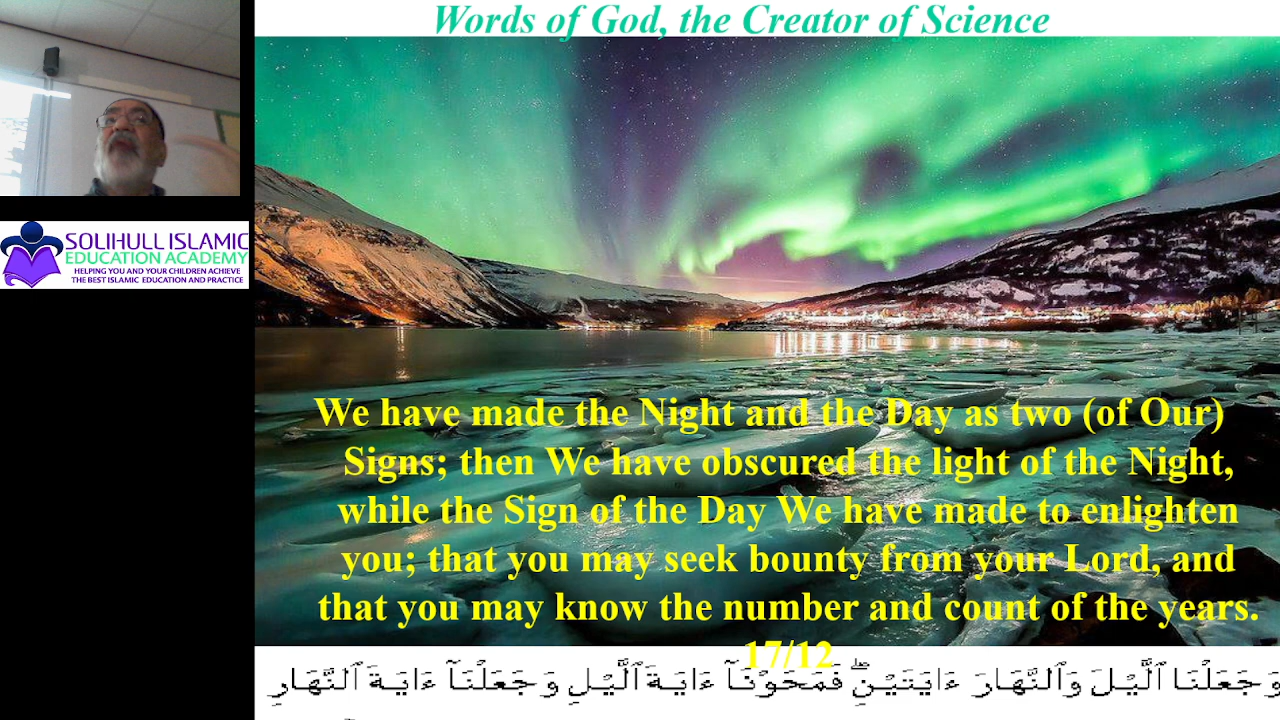 Words of God, the Creator of Science
SOLIHULL ISLAMIC
EDUCATION ACADEMY
HELPING YOU AND YOUR CHILDREN ACHIEVE
THE BEST ISLAMIC EDUCATION AND PRACTICE
We have made the Night and the Day as two (of Our)
Signs; then We have obscured the light of the Night,
while the Sign of the Day We have made to enlighten
you; that you may seek bounty from your Lord, and
that you may know the number and count of the years.
17/12
وَجَعَلْنَا ٱلَّيْلَ وَٱلنَّهَارَ ءَايَتَيْنِۖ فَمَحَوْنَآ ءَايَةَ ٱلَّيْلِ وَجَعَلْنَآ ءَايَةَ ٱلنَّهَارِ